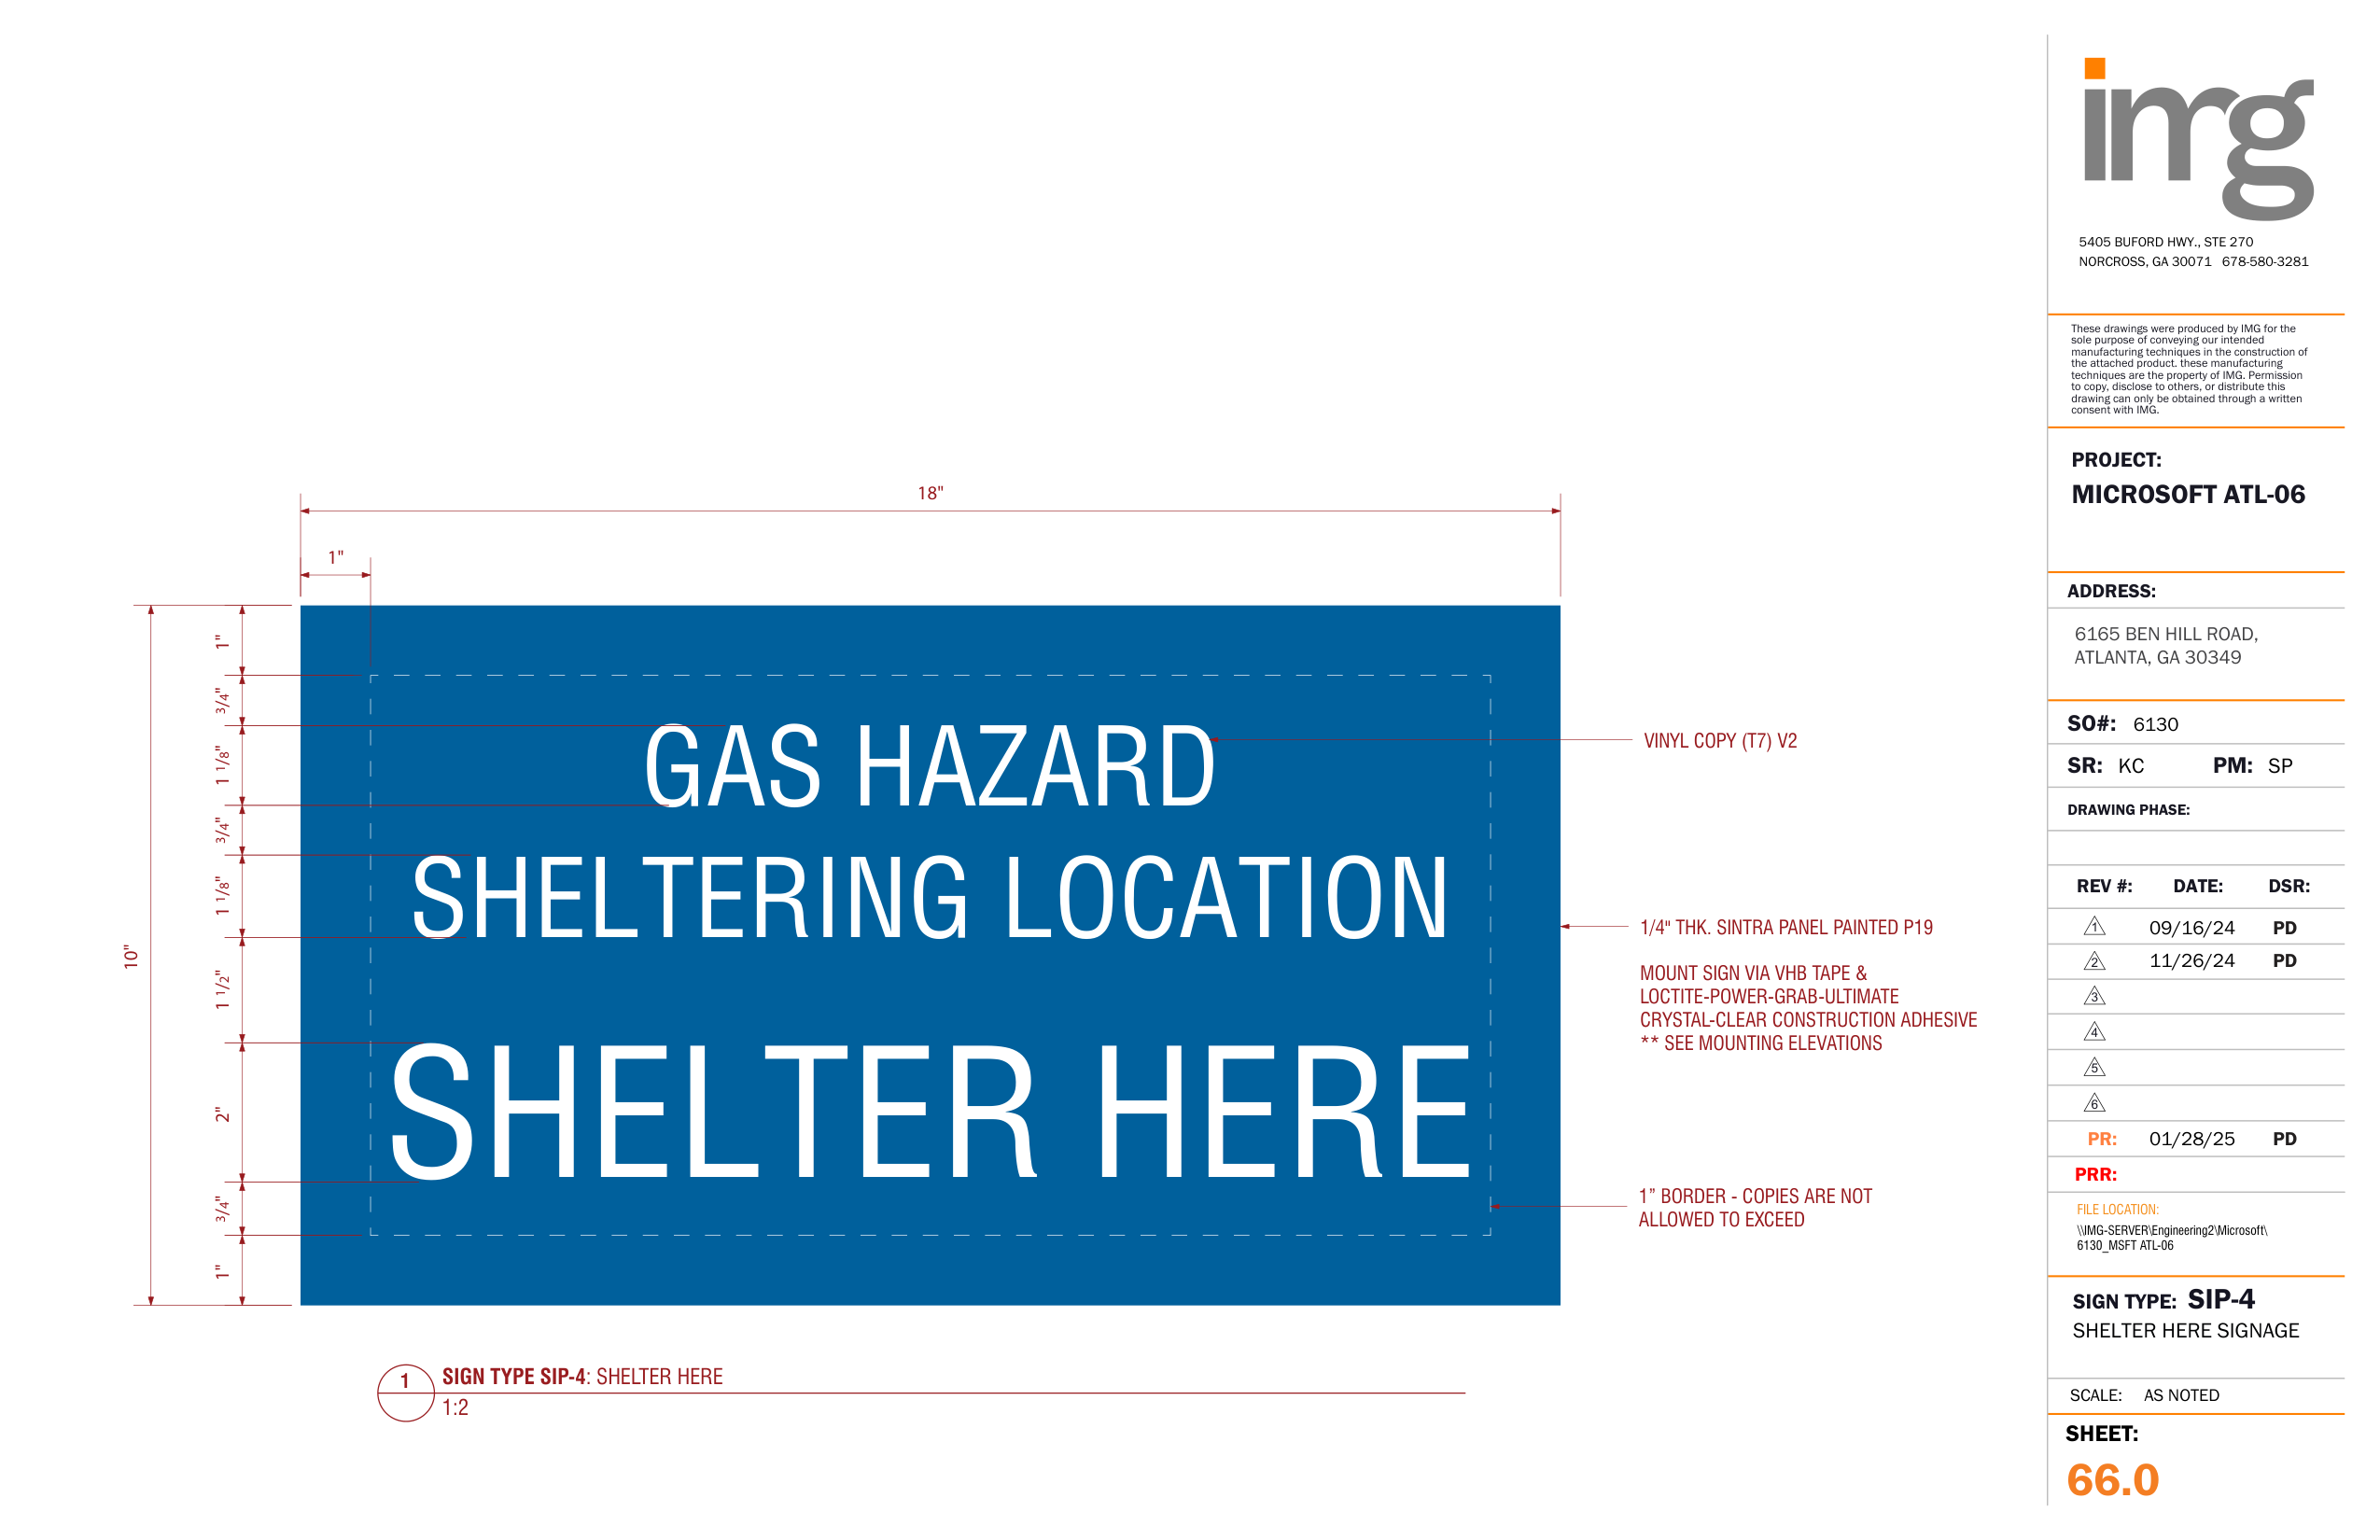 img
5405 BUFORD HWY., STE 270
NORCROSS, GA 30071   678-580-3281
These drawings were produced by IMG for the
sole purpose of conveying our intended
manufacturing techniques in the construction of
the attached product. these manufacturing
techniques are the property of IMG. Permission
to copy, disclose to others, or distribute this
drawing can only be obtained through a written
consent with IMG.
PROJECT:
MICROSOFT ATL-06
ADDRESS:
6165 BEN HILL ROAD,
ATLANTA, GA 30349
SO#: 6130
SR: KC PM: SP
DRAWING PHASE:
REV #: DATE: DSR:
1 09/16/24 PD
2 11/26/24 PD
3
4
5
6
PR: 01/28/25 PD
PRR:
FILE LOCATION:
\\IMG-SERVER\Engineering2\Microsoft\
6130_MSFT ATL-06
SIGN TYPE: SIP-4
SHELTER HERE SIGNAGE
SCALE: AS NOTED
SHEET:
66.0
18"
1"
10"
1"
3/4"
1 1/8"
3/4"
1 1/8"
1 1/2"
2"
3/4"
1"
GAS HAZARD
SHELTERING LOCATION
SHELTER HERE
VINYL COPY (T7) V2
1/4" THK. SINTRA PANEL PAINTED P19
MOUNT SIGN VIA VHB TAPE &
LOCTITE-POWER-GRAB-ULTIMATE
CRYSTAL-CLEAR CONSTRUCTION ADHESIVE
** SEE MOUNTING ELEVATIONS
1” BORDER - COPIES ARE NOT
ALLOWED TO EXCEED
1 SIGN TYPE SIP-4: SHELTER HERE
1:2